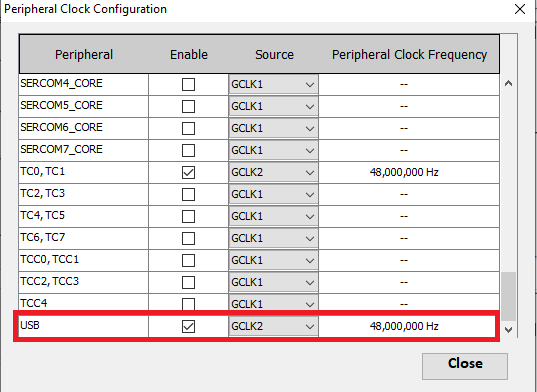 Peripheral Clock Configuration
Peripheral Enable Source Peripheral Clock Frequency
SERCOM4_CORE GCLK1 --
SERCOM5_CORE GCLK1 --
SERCOM6_CORE GCLK1 --
SERCOM7_CORE GCLK1 --
TC0, TC1 GCLK2 48,000,000 Hz
TC2, TC3 GCLK1 --
TC4, TC5 GCLK1 --
TC6, TC7 GCLK1 --
TCC0, TCC1 GCLK1 --
TCC2, TCC3 GCLK1 --
TCC4 GCLK1 --
USB GCLK2 48,000,000 Hz
Close